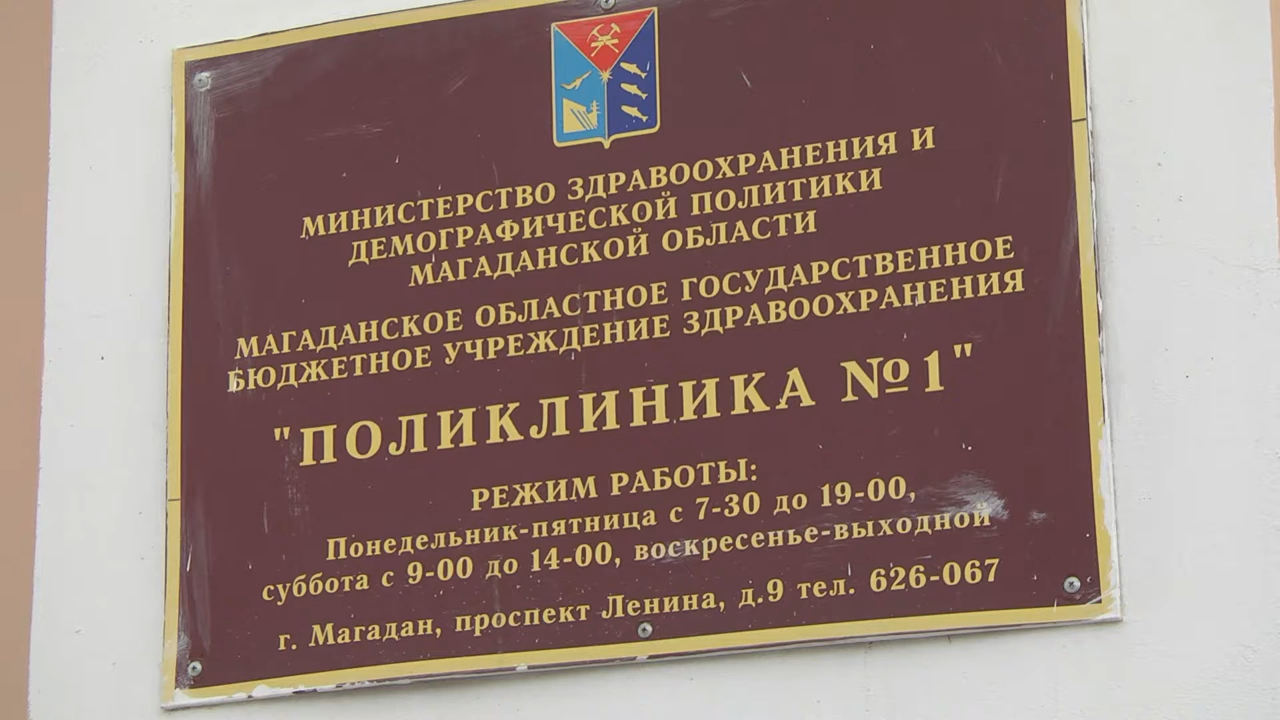 МИНИСТЕРСТВО ЗДРАВООХРАНЕНИЯ И
ДЕМОГРАФИЧЕСКОЙ ПОЛИТИКИ
МАГАДАНСКОЙ ОБЛАСТИ
МАГАДАНСКОЕ ОБЛАСТНОЕ ГОСУДАРСТВЕННОЕ
БЮДЖЕТНОЕ УЧРЕЖДЕНИЕ ЗДРАВООХРАНЕНИЯ
"ПОЛИКЛИНИКА №1"
РЕЖИМ РАБОТЫ:
Понедельник-пятница с 7-30 до 19-00,
суббота с 9-00 до 14-00, воскресенье-выходной
г. Магадан, проспект Ленина, д.9 тел. 626-067